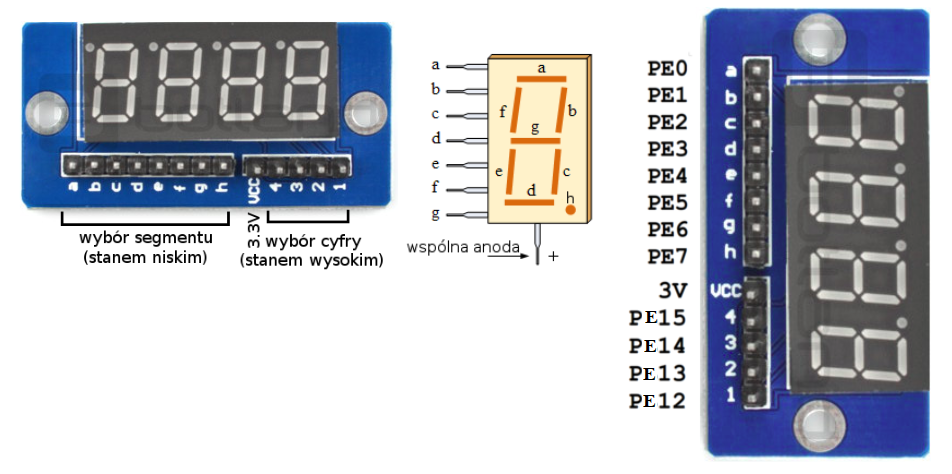 a b c d e f g h VCC 4 3 2 1
wybór segmentu
(stanem niskim)
3.3V
wybór cyfry
(stanem wysokim)
a
b
c
d
e
f
g
a
f b
g
e c
d
h
wspólna anoda
+
PE0 a
PE1 b
PE2 c
PE3 d
PE4 e
PE5 f
PE6 g
PE7 h
3V VCC
PE15 4
PE14 3
PE13 2
PE12 1